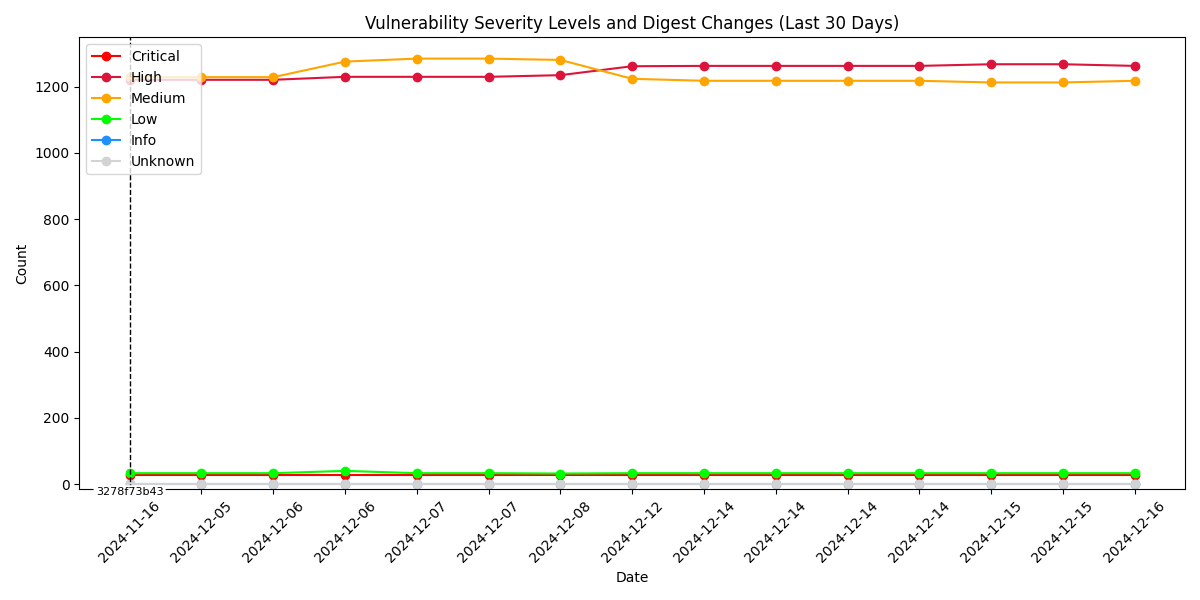 Vulnerability Severity Levels and Digest Changes (Last 30 Days)
Critical
High
Medium
Low
Info
Unknown
1200
1000
800
600
400
200
0
Count
3278f73b43
2024-11-16
2024-12-05
2024-12-06
2024-12-06
2024-12-07
2024-12-07
2024-12-08
2024-12-12
2024-12-14
2024-12-14
2024-12-14
2024-12-14
2024-12-15
2024-12-15
2024-12-16
Date